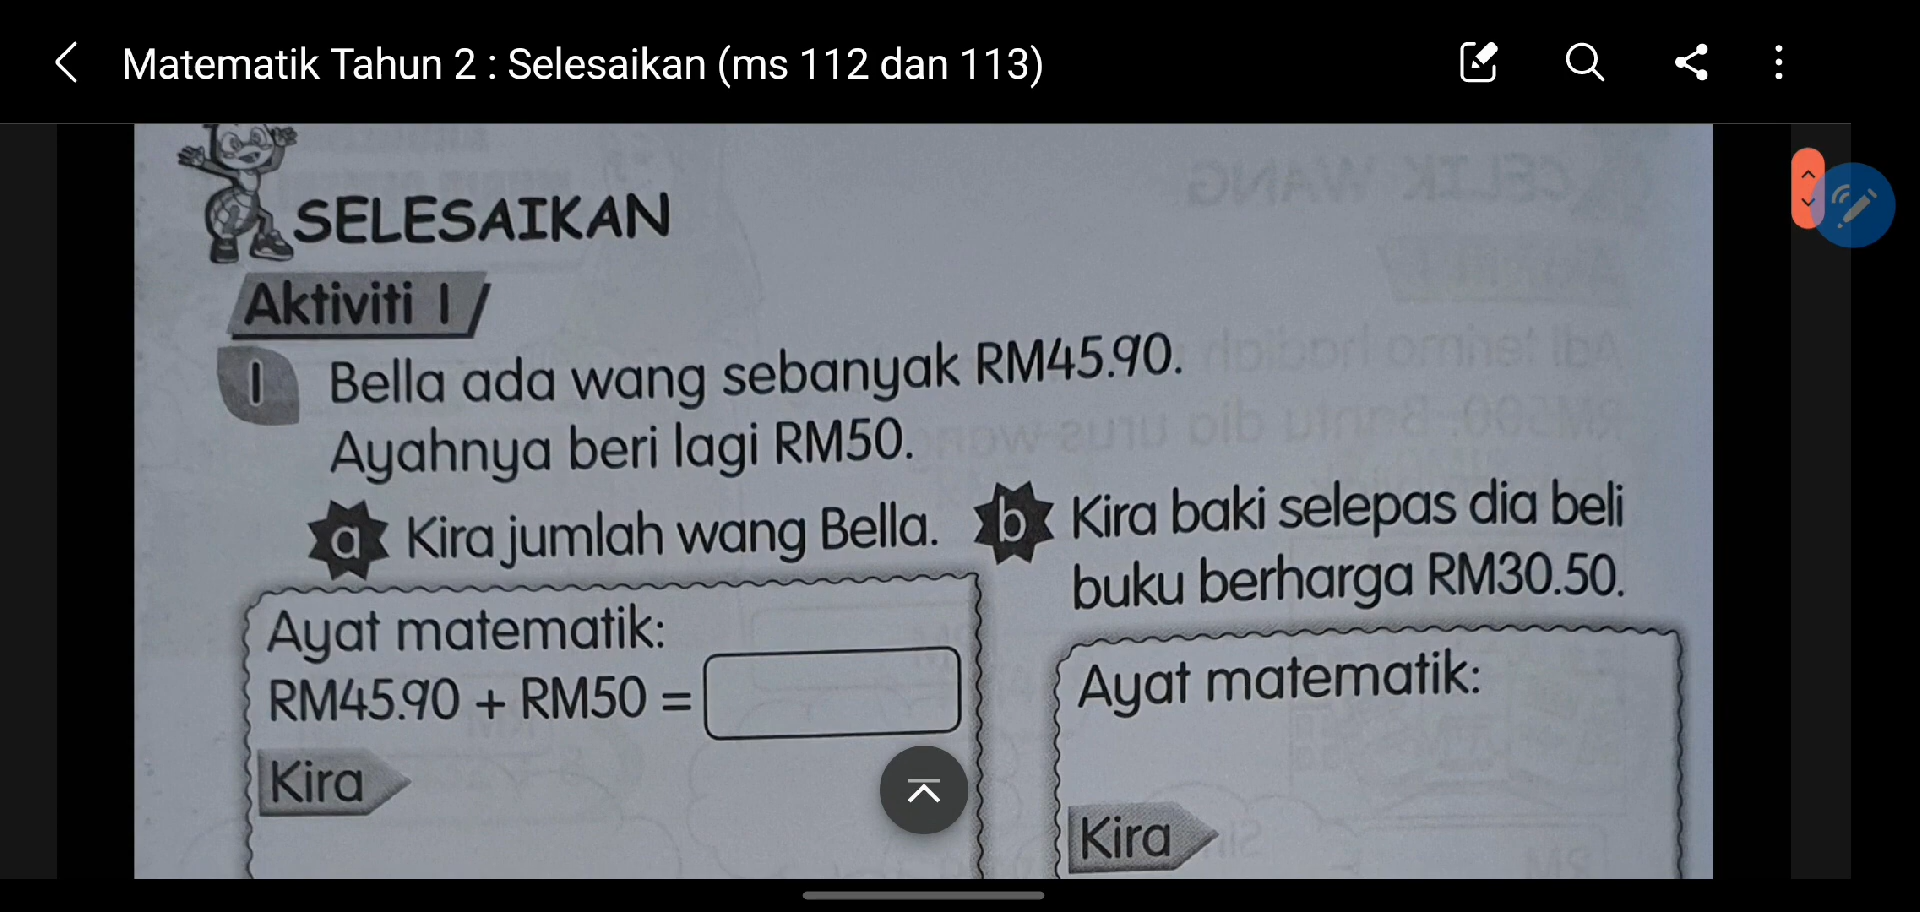 Matematik Tahun 2 : Selesaikan (ms 112 dan 113)
SELESAIKAN
Aktiviti 1
1 Bella ada wang sebanyak RM45.90.
Ayahnya beri lagi RM50.
a Kira jumlah wang Bella.
Ayat matematik:
RM45.90 + RM50 =
Kira
b Kira baki selepas dia beli
buku berharga RM30.50.
Ayat matematik:
Kira